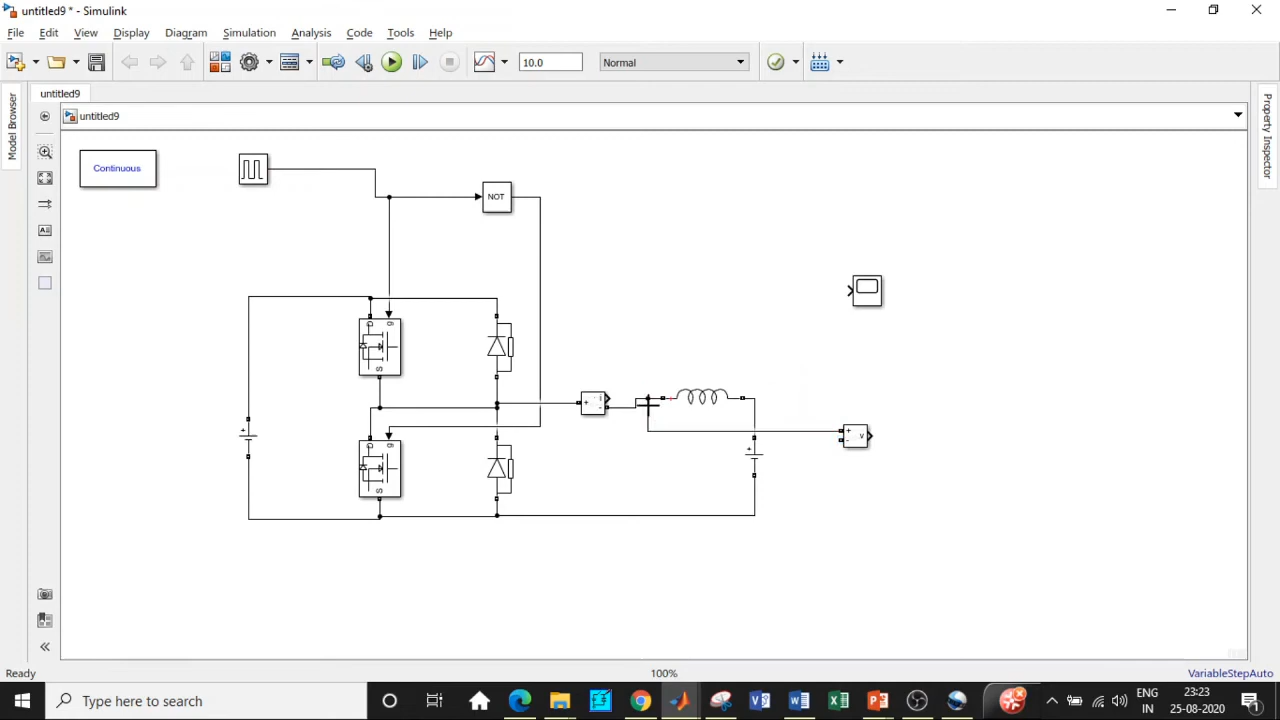 untitled9 * - Simulink
File Edit View Display Diagram Simulation Analysis Code Tools Help
10.0 Normal
untitled9
untitled9
Model Browser
Property Inspector
Continuous
NOT
D g
S
D g
S
+ i
-
+
+
+ v
-
Ready 100% VariableStepAuto
Type here to search
ENG
IN
23:23
25-08-2020